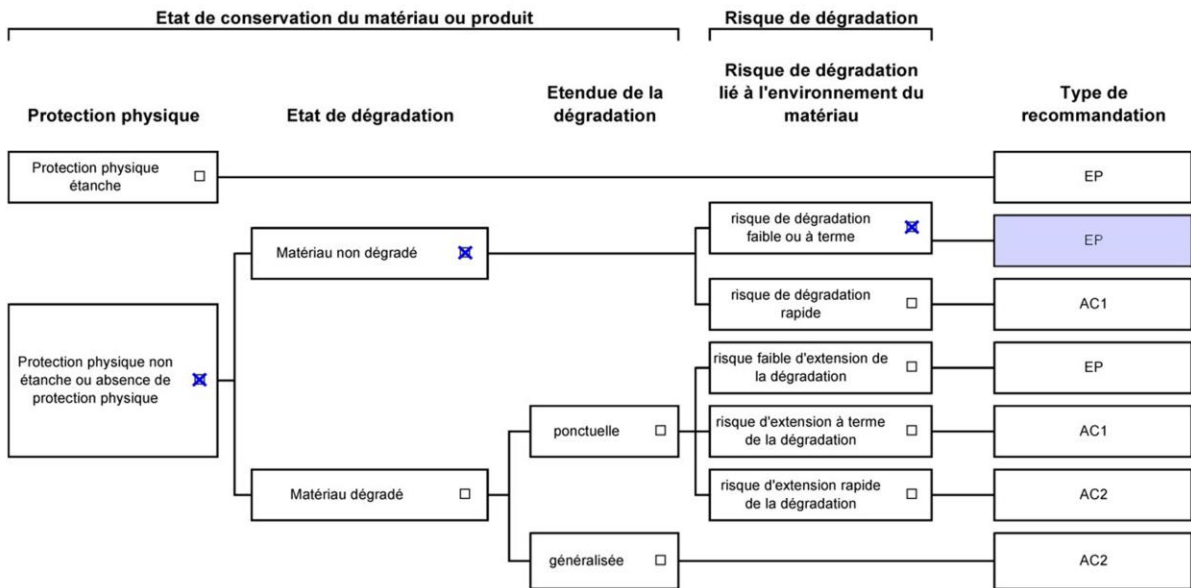 Etat de conservation du matériau ou produit
Risque de dégradation
Protection physique
Etat de dégradation
Etendue de la
dégradation
Risque de dégradation
lié à l'environnement du
matériau
Type de
recommandation
Protection physique
étanche
EP
risque de dégradation
faible ou à terme
EP
Matériau non dégradé
risque de dégradation
rapide
AC1
Protection physique non
étanche ou absence de
protection physique
risque faible d'extension de
la dégradation
EP
ponctuelle
risque d'extension à terme
de la dégradation
AC1
Matériau dégradé
risque d'extension rapide
de la dégradation
AC2
généralisée
AC2